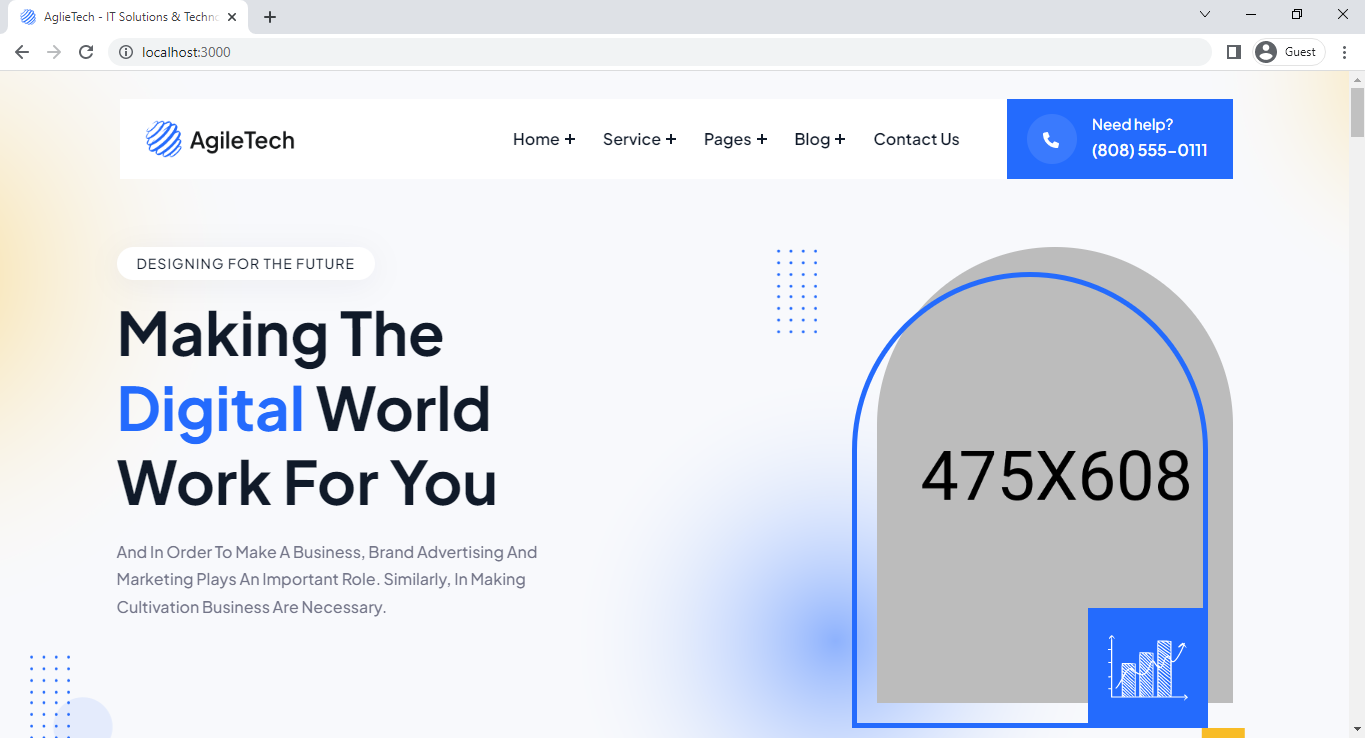 AglieTech - IT Solutions & Techno
localhost:3000
Guest
AgileTech
Home +
Service +
Pages +
Blog +
Contact Us
Need help?
(808) 555-0111
DESIGNING FOR THE FUTURE
Making The
Digital World
Work For You
And In Order To Make A Business, Brand Advertising And
Marketing Plays An Important Role. Similarly, In Making
Cultivation Business Are Necessary.
475X608